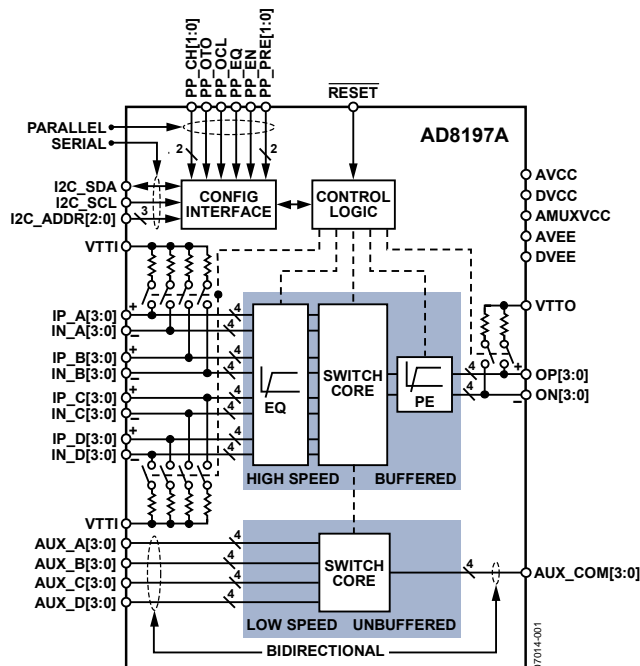 PP_CH[1:0]
PP_OTO
PP_OCL
PP_EQ
PP_EN
PP_PRE[1:0]
RESET
PARALLEL
SERIAL
AD8197A
2
2
I2C_SDA
I2C_SCL
I2C_ADDR[2:0]
3
CONFIG
INTERFACE
CONTROL
LOGIC
AVCC
DVCC
AMUXVCC
AVEE
DVEE
VTTI
VTTO
+
IP_A[3:0]
4
IN_A[3:0]
4
−
+
IP_B[3:0]
4
IN_B[3:0]
4
−
+
IP_C[3:0]
4
IN_C[3:0]
4
−
+
IP_D[3:0]
4
IN_D[3:0]
4
−
EQ
SWITCH
CORE
PE
4
+
OP[3:0]
4
ON[3:0]
−
HIGH SPEED
BUFFERED
VTTI
AUX_A[3:0]
4
AUX_B[3:0]
4
AUX_C[3:0]
4
AUX_D[3:0]
4
SWITCH
CORE
4
AUX_COM[3:0]
LOW SPEED
UNBUFFERED
BIDIRECTIONAL
07014-001